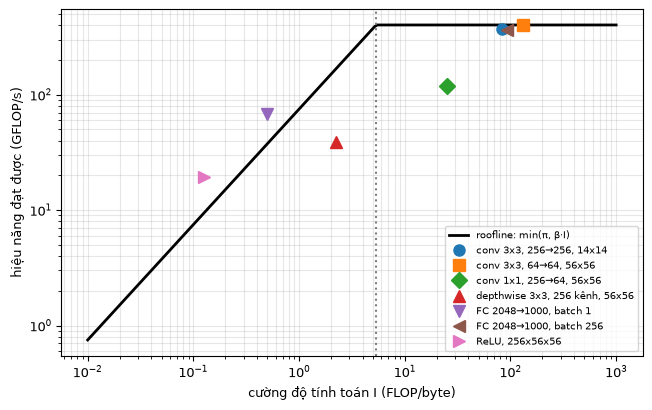 hiệu năng đạt được (GFLOP/s)
10²
10¹
10⁰
roofline: min(π, β·I)
conv 3x3, 256→256, 14x14
conv 3x3, 64→64, 56x56
conv 1x1, 256→64, 56x56
depthwise 3x3, 256 kênh, 56x56
FC 2048→1000, batch 1
FC 2048→1000, batch 256
ReLU, 256x56x56
10⁻² 10⁻¹ 10⁰ 10¹ 10² 10³
cường độ tính toán I (FLOP/byte)